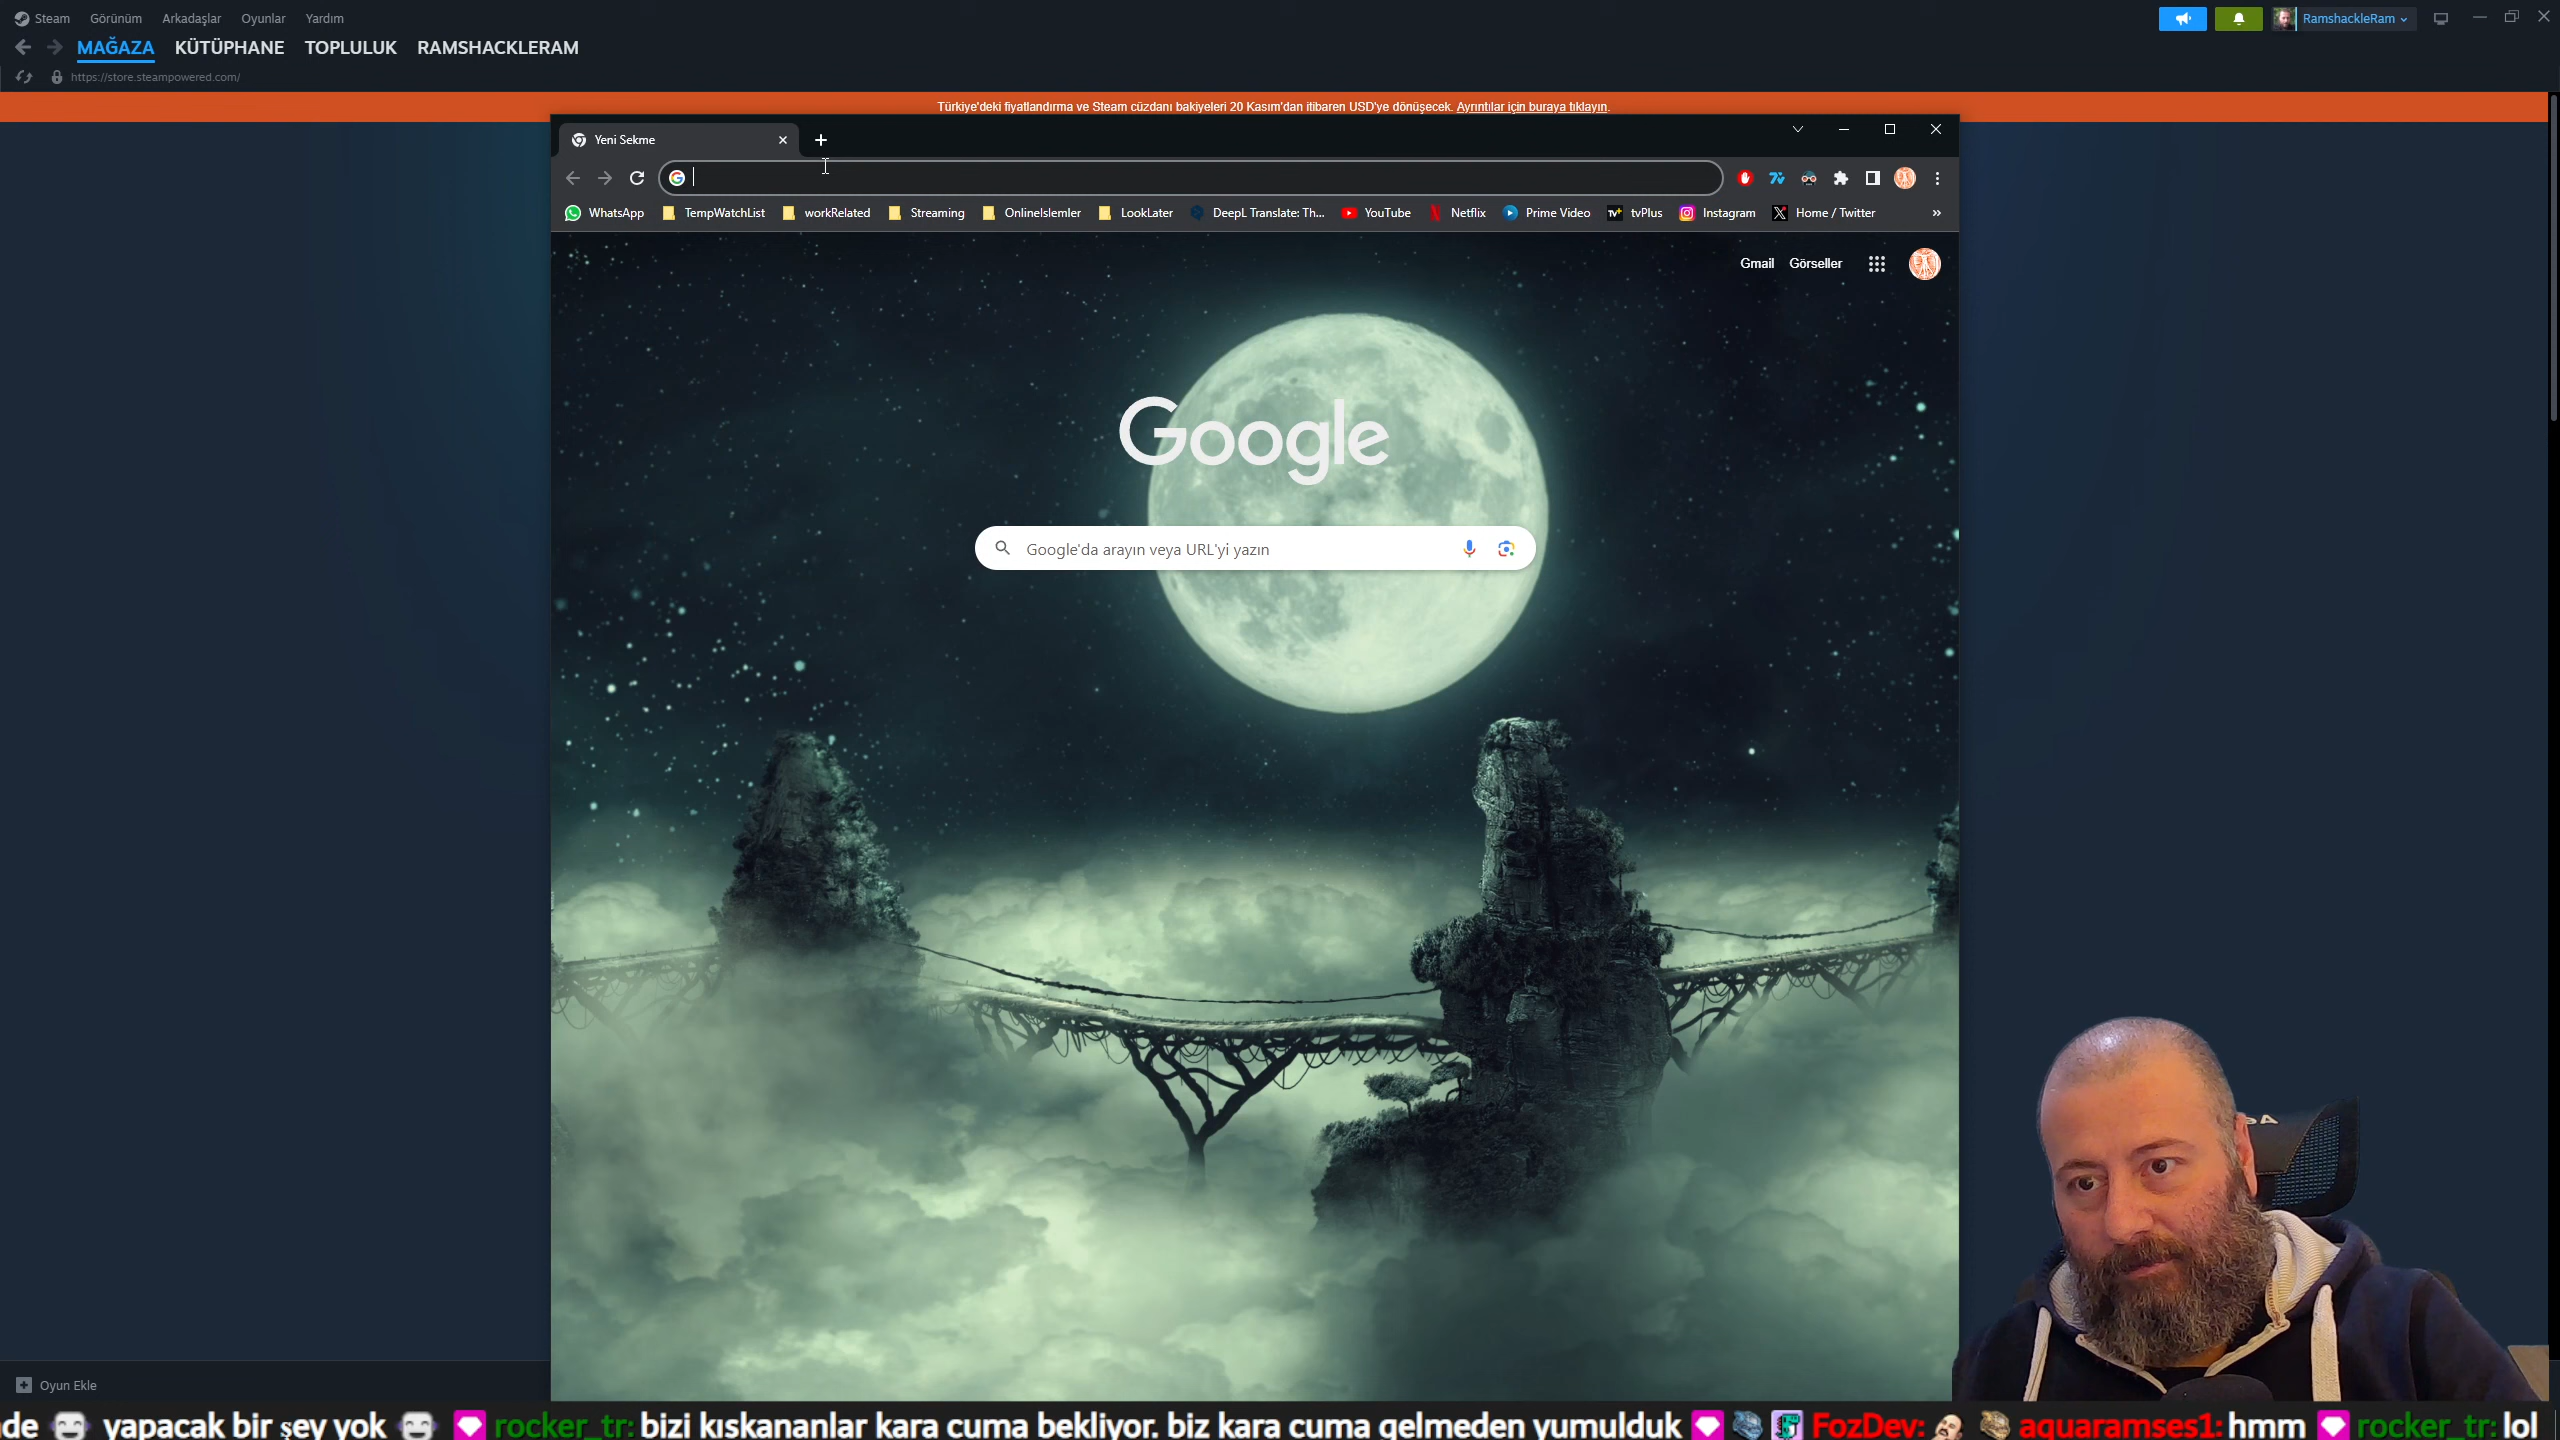 Steam Görünüm Arkadaşlar Oyunlar Yardım RamshackleRam
MAĞAZA KÜTÜPHANE TOPLULUK RAMSHACKLERAM
https://store.steampowered.com/
Türkiye'deki fiyatlandırma ve Steam cüzdanı bakiyeleri 20 Kasım'dan itibaren USD'ye dönüşecek. Ayrıntılar için buraya tıklayın.
Yeni Sekme
WhatsApp TempWatchList workRelated Streaming OnlineIslemler LookLater DeepL Translate: Th... YouTube Netflix Prime Video tvPlus Instagram Home / Twitter »
Gmail Görseller
Google
Google'da arayın veya URL'yi yazın
Oyun Ekle
de yapacak bir şey yok rocker_tr: bizi kıskananlar kara cuma bekliyor. biz kara cuma gelmeden yumulduk FozDev: aquaramses1: hmm rocker_tr: lol